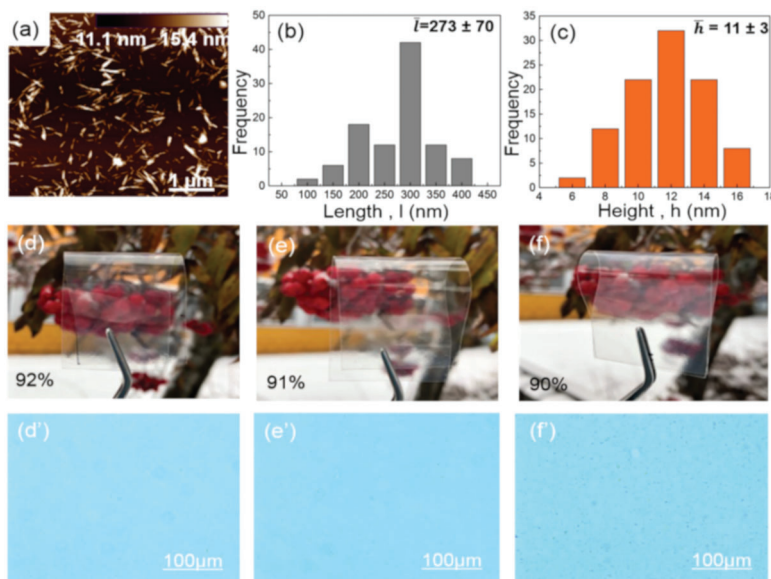 (a)
-11.1 nm 15.4 nm
1 μm
(b)
l̄=273 ± 70
Frequency
50
40
30
20
10
0
50 100 150 200 250 300 350 400 450
Length , l (nm)
(c)
h̄ = 11 ± 3
Frequency
35
30
25
20
15
10
5
0
4 6 8 10 12 14 16 18
Height , h (nm)
(d)
92%
(e)
91%
(f)
90%
(d')
100μm
(e')
100μm
(f')
100μm